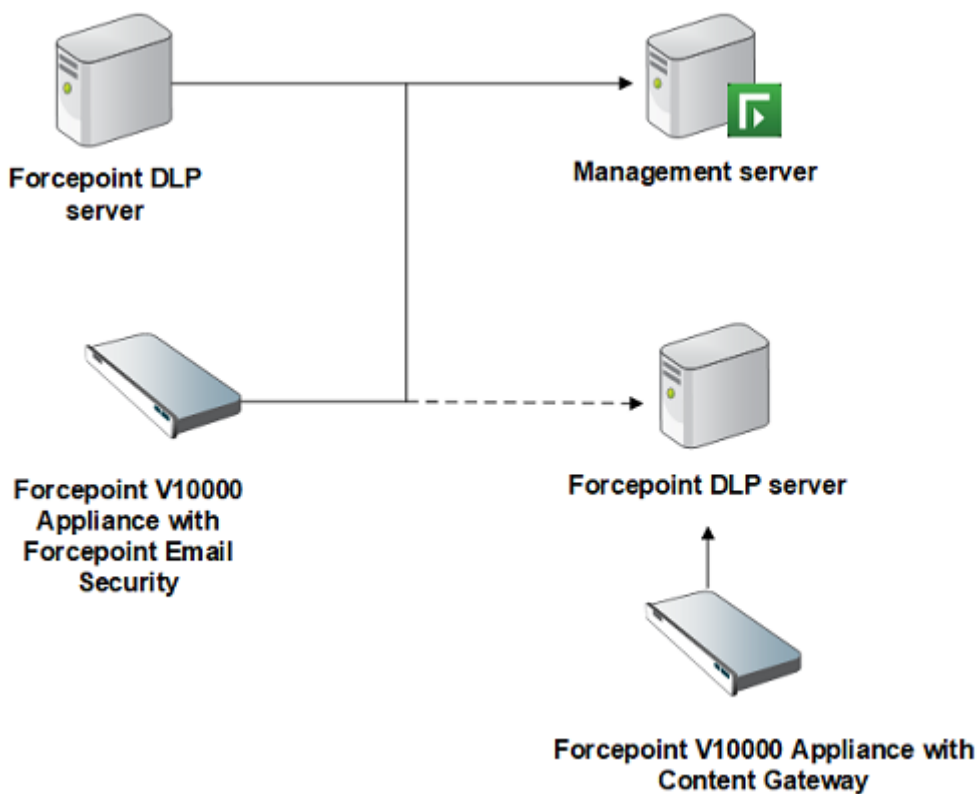 Forcepoint DLP
server
Management server
Forcepoint V10000
Appliance with
Forcepoint Email
Security
Forcepoint DLP server
Forcepoint V10000 Appliance with
Content Gateway